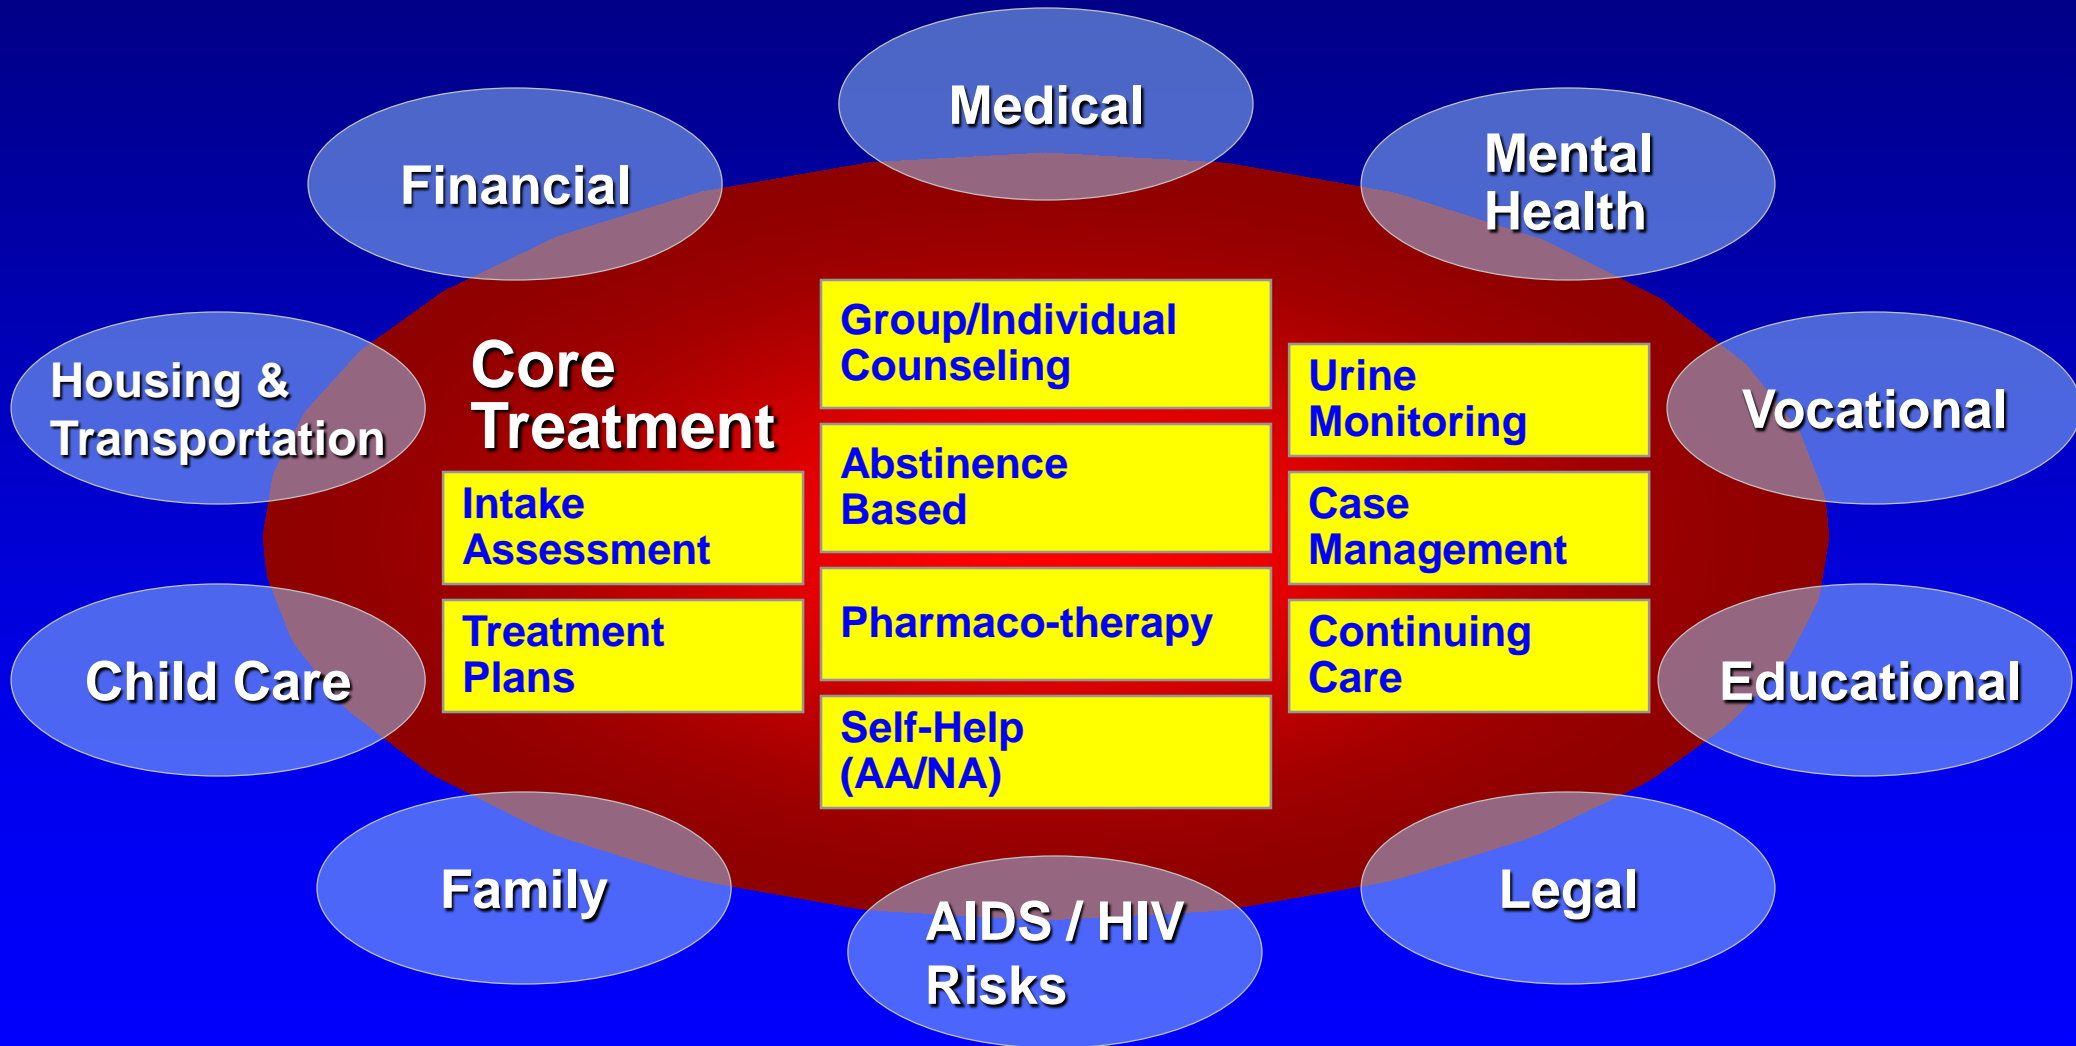 Medical
Financial
Mental
Health
Housing &
Transportation
Core
Treatment
Group/Individual
Counseling
Urine
Monitoring
Vocational
Abstinence
Based
Intake
Assessment
Case
Management
Pharmaco-therapy
Treatment
Plans
Continuing
Care
Child Care
Educational
Self-Help
(AA/NA)
Family
AIDS / HIV
Risks
Legal